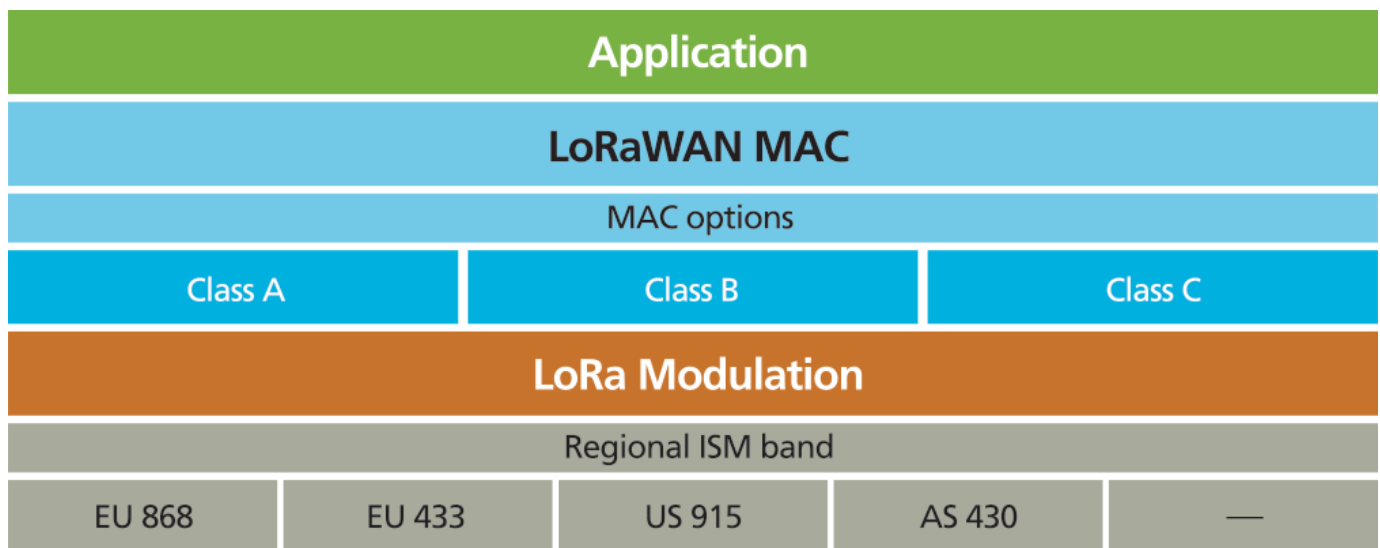 Application
LoRaWAN MAC
MAC options
Class A Class B Class C
LoRa Modulation
Regional ISM band
EU 868 EU 433 US 915 AS 430 —